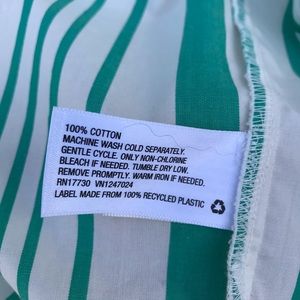 100% COTTON
MACHINE WASH COLD SEPARATELY.
GENTLE CYCLE. ONLY NON-CHLORINE
BLEACH IF NEEDED. TUMBLE DRY LOW.
REMOVE PROMPTLY. WARM IRON IF NEEDED.
RN17730 VN1247024
LABEL MADE FROM 100% RECYCLED PLASTIC